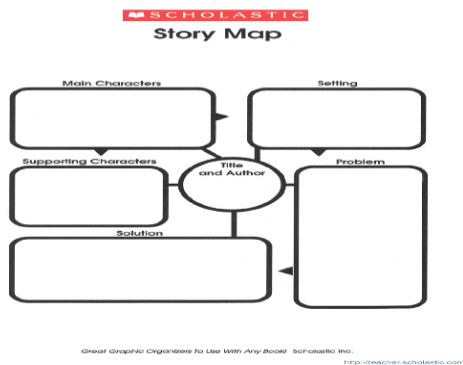 SCHOLASTIC
Story Map
Main Characters
Setting
Supporting Characters
Title
and Author
Problem
Solution
Great Graphic Organizers To Use With Any Book! Scholastic Inc.
http://teacher.scholastic.com